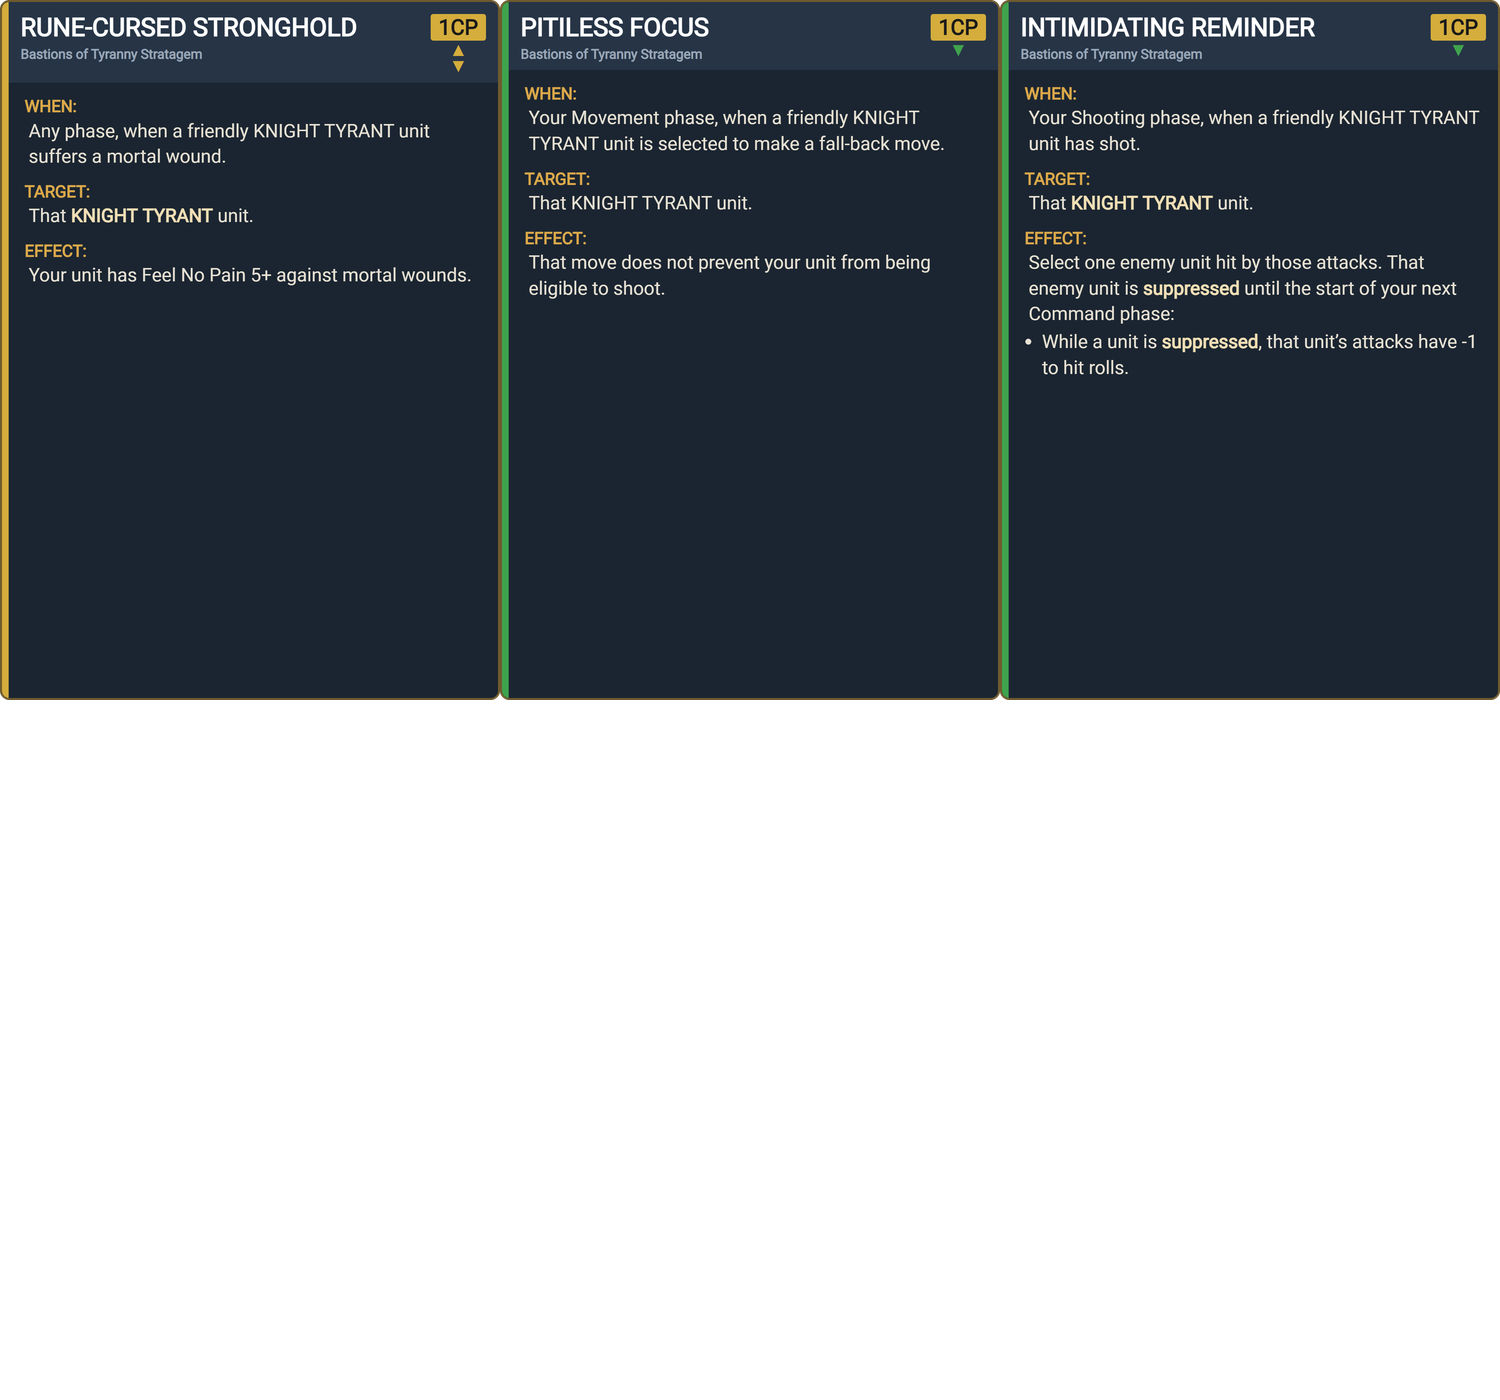 RUNE-CURSED STRONGHOLD
1CP
Bastions of Tyranny Stratagem
WHEN:
Any phase, when a friendly KNIGHT TYRANT unit
suffers a mortal wound.
TARGET:
That KNIGHT TYRANT unit.
EFFECT:
Your unit has Feel No Pain 5+ against mortal wounds.
PITILESS FOCUS
1CP
Bastions of Tyranny Stratagem
WHEN:
Your Movement phase, when a friendly KNIGHT
TYRANT unit is selected to make a fall-back move.
TARGET:
That KNIGHT TYRANT unit.
EFFECT:
That move does not prevent your unit from being
eligible to shoot.
INTIMIDATING REMINDER
1CP
Bastions of Tyranny Stratagem
WHEN:
Your Shooting phase, when a friendly KNIGHT TYRANT
unit has shot.
TARGET:
That KNIGHT TYRANT unit.
EFFECT:
Select one enemy unit hit by those attacks. That
enemy unit is suppressed until the start of your next
Command phase:
• While a unit is suppressed, that unit’s attacks have -1
to hit rolls.